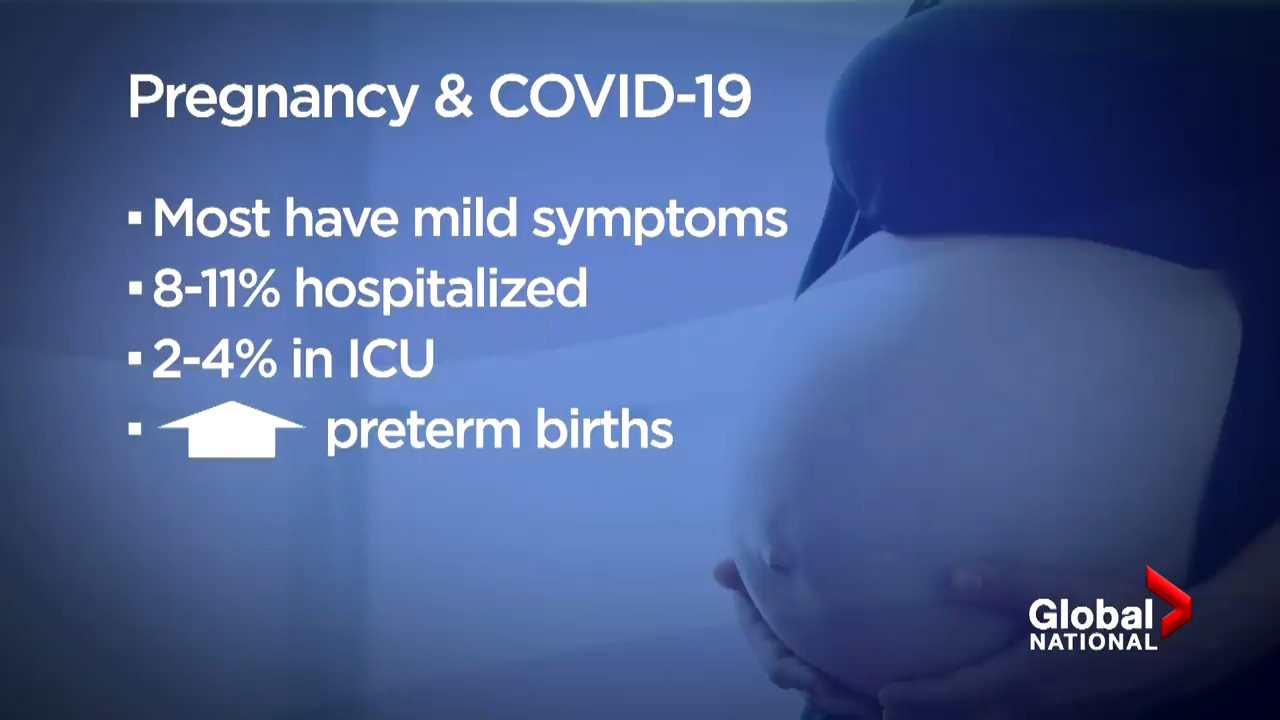 Pregnancy & COVID-19
▪ Most have mild symptoms
▪ 8-11% hospitalized
▪ 2-4% in ICU
▪ preterm births
Global
NATIONAL